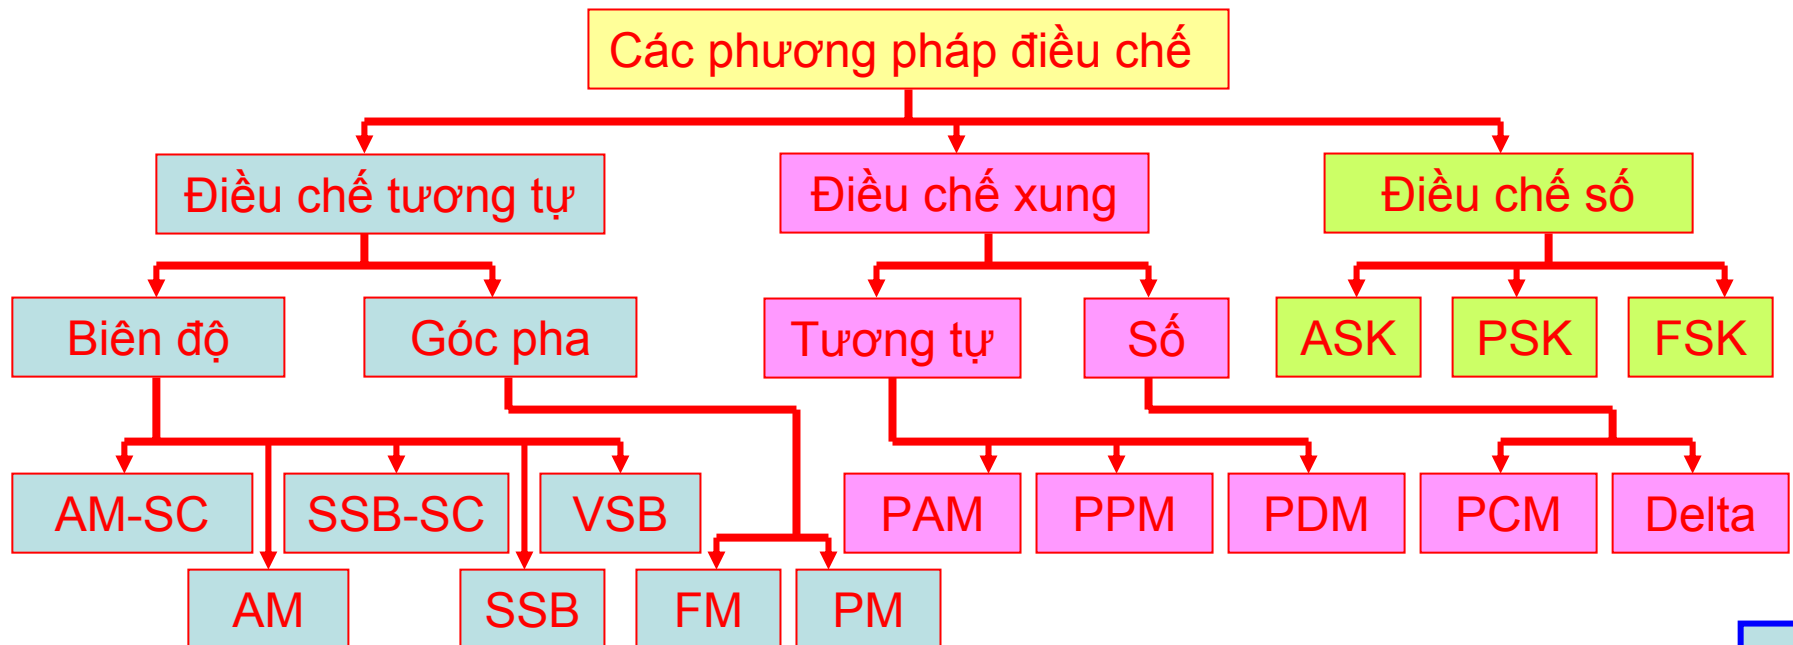 Các phương pháp điều chế
Điều chế tương tự
Điều chế xung
Điều chế số
Biên độ
Góc pha
Tương tự
Số
ASK
PSK
FSK
AM-SC
SSB-SC
VSB
PAM
PPM
PDM
PCM
Delta
AM
SSB
FM
PM